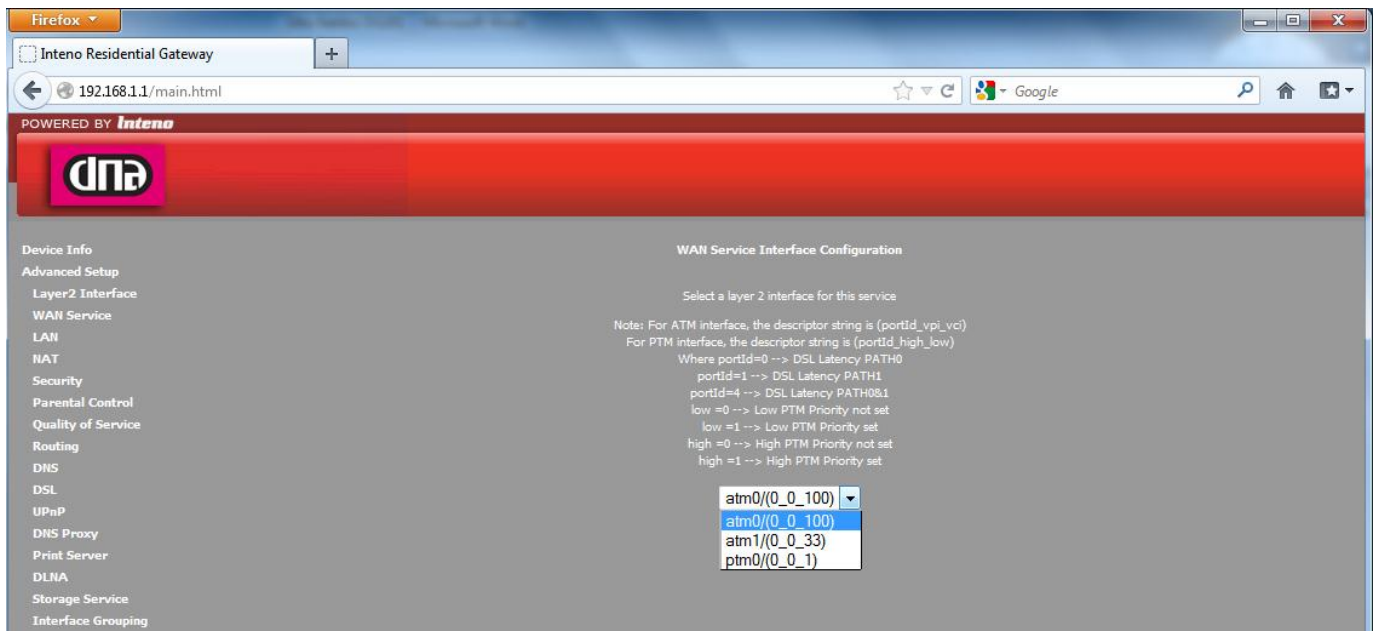 Firefox
Inteno Residential Gateway
192.168.1.1/main.html
Google
POWERED BY Inteno
dna
Device Info
Advanced Setup
Layer2 Interface
WAN Service
LAN
NAT
Security
Parental Control
Quality of Service
Routing
DNS
DSL
UPnP
DNS Proxy
Print Server
DLNA
Storage Service
Interface Grouping
WAN Service Interface Configuration
Select a layer 2 interface for this service
Note: For ATM interface, the descriptor string is (portId_vpi_vci)
For PTM interface, the descriptor string is (portId_high_low)
Where portId=0 --> DSL Latency PATH0
portId=1 --> DSL Latency PATH1
portId=4 --> DSL Latency PATH0&1
low =0 --> Low PTM Priority not set
low =1 --> Low PTM Priority set
high =0 --> High PTM Priority not set
high =1 --> High PTM Priority set
atm0/(0_0_100)
atm0/(0_0_100)
atm1/(0_0_33)
ptm0/(0_0_1)